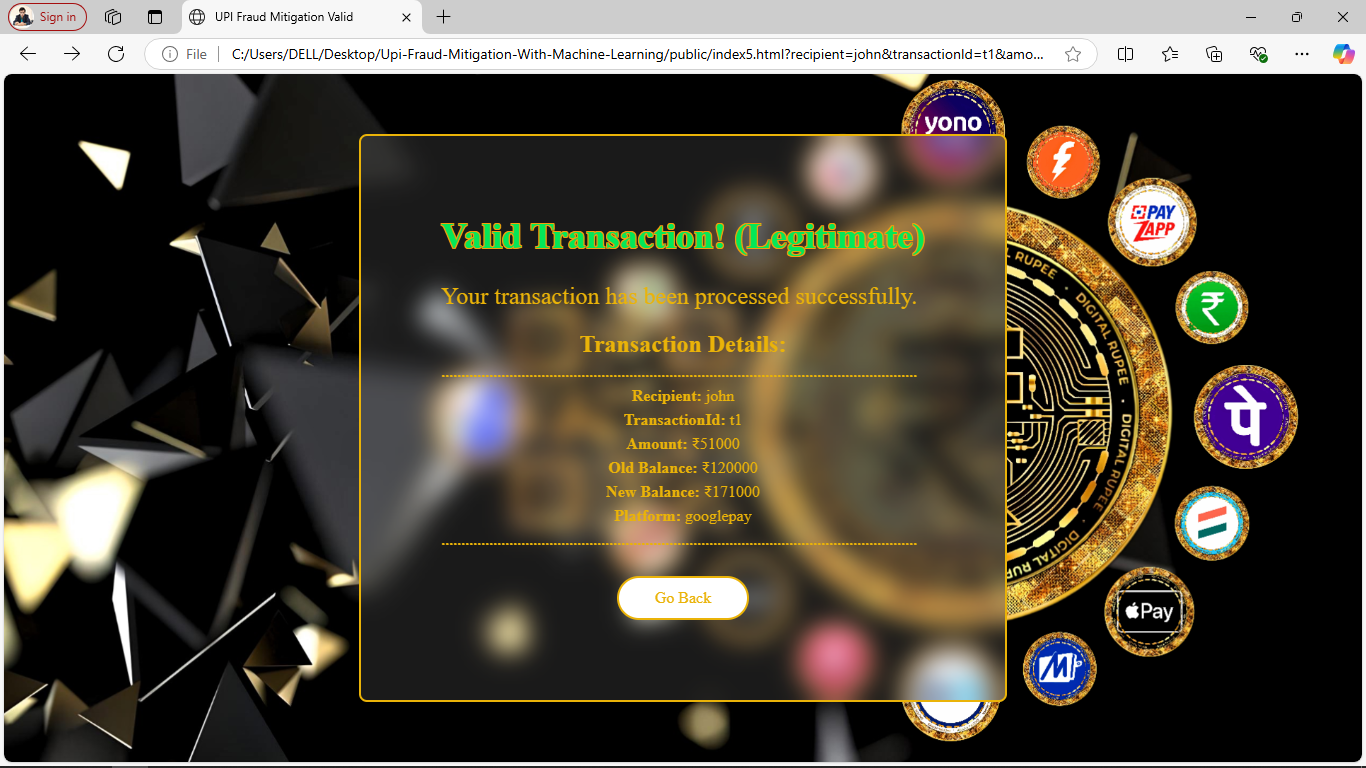 Sign in
UPI Fraud Mitigation Valid
File
C:/Users/DELL/Desktop/Upi-Fraud-Mitigation-With-Machine-Learning/public/index5.html?recipient=john&transactionId=t1&amo...
yono
PAY
ZAPP
Valid Transaction! (Legitimate)
Your transaction has been processed successfully.
Transaction Details:
Recipient: john
TransactionId: t1
Amount: ₹51000
Old Balance: ₹120000
New Balance: ₹171000
Platform: googlepay
Go Back
₹
DIGITAL RUPEE
DIGITAL RUPEE
पे
Pay
M